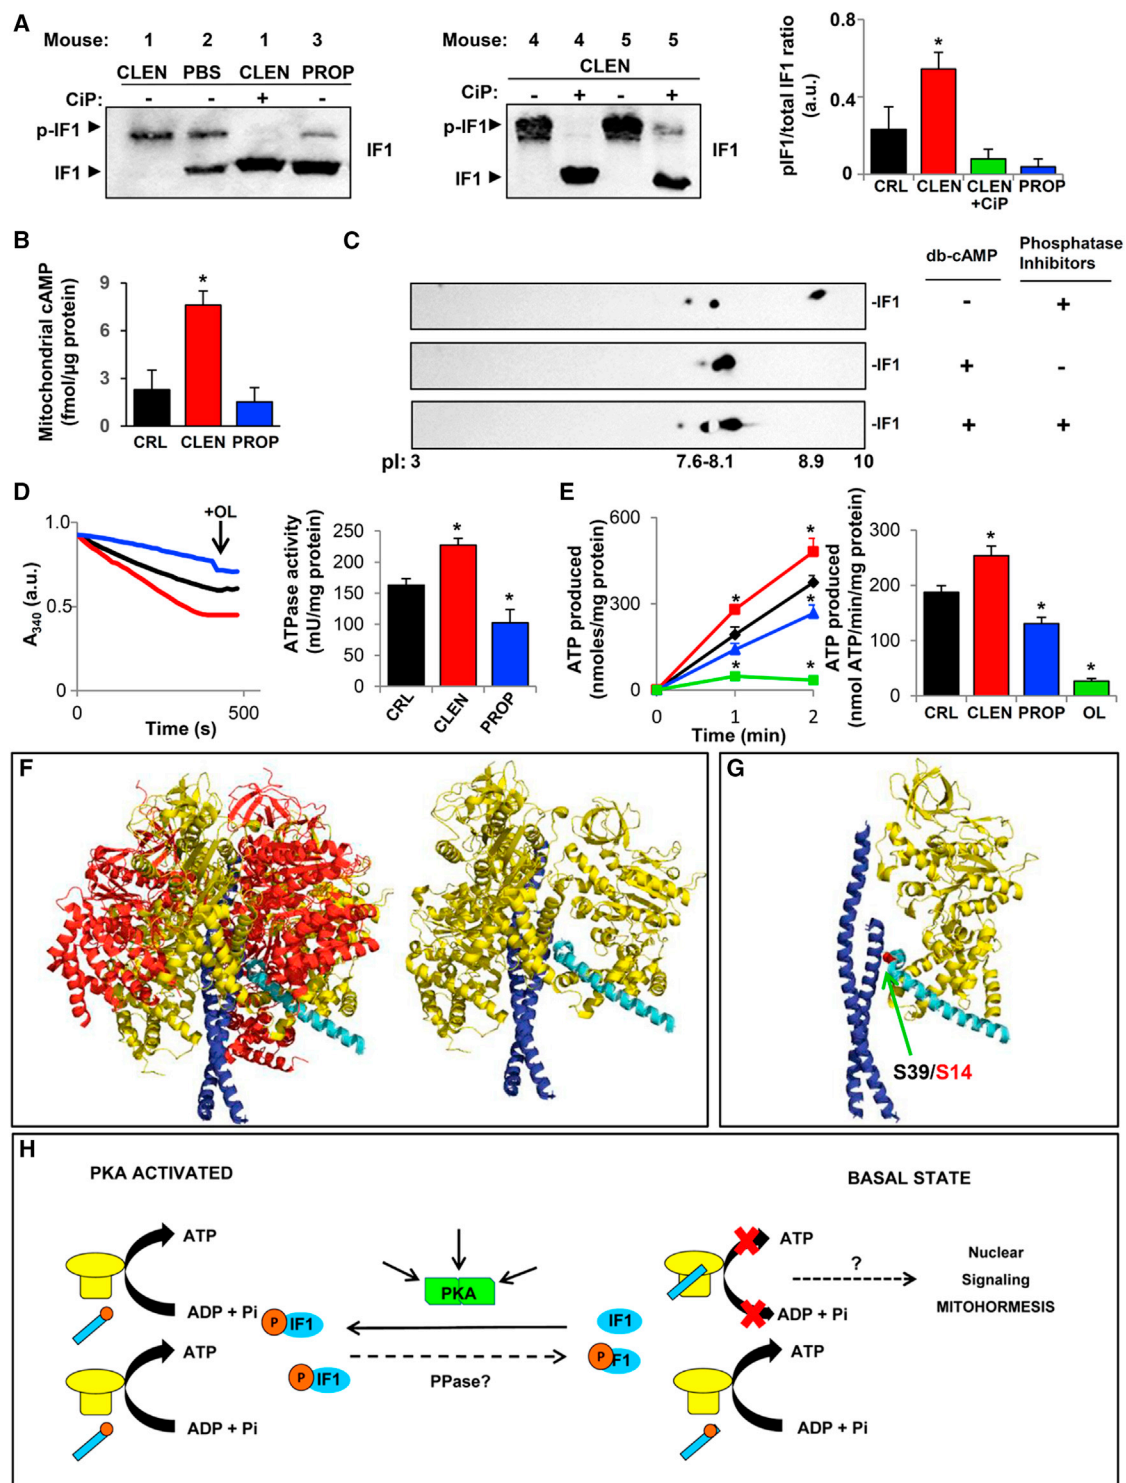 A
Mouse: 1 2 1 3
CLEN PBS CLEN PROP
CiP: - - + -
p-IF1
IF1
IF1
Mouse: 4 4 5 5
CLEN
CiP: - + - +
p-IF1
IF1
IF1
pIF1/total IF1 ratio
(a.u.)
0.8
0.4
0
*
CRL CLEN CLEN +CiP PROP
B
Mitochondrial cAMP
(fmol/µg protein)
9
6
3
0
*
CRL CLEN PROP
C
db-cAMP
Phosphatase
Inhibitors
-IF1 - +
-IF1 + -
-IF1 + +
pI: 3 7.6-8.1 8.9 10
D
A340 (a.u.)
1.0
0.5
0
+OL
0 500
Time (s)
ATPase activity
(mU/mg protein)
250
200
150
100
50
0
* *
CRL CLEN PROP
E
ATP produced
(nmoles/mg protein)
600
300
0
* * * * *
0 1 2
Time (min)
ATP produced
(nmol ATP/min/mg protein)
300
200
100
0
* * *
CRL CLEN PROP OL
F
G
S39/S14
H
PKA ACTIVATED
BASAL STATE
ATP
ADP + Pi
ATP
ADP + Pi
P IF1
P IF1
PKA
PPase?
IF1
P F1
ATP
ADP + Pi
?
Nuclear
Signaling
MITOHORMESIS
ATP
ADP + Pi